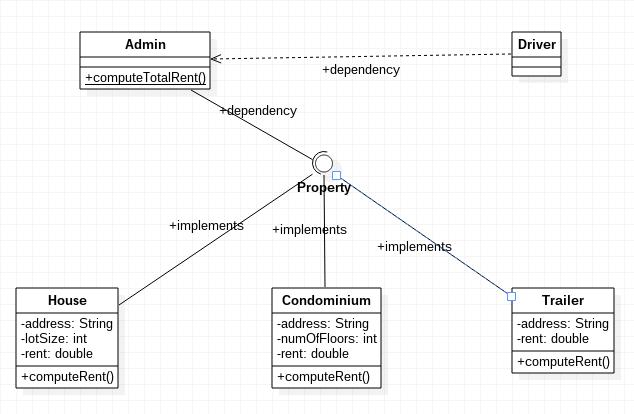 Admin
+computeTotalRent()
Driver
+dependency
+dependency
Property
+implements
+implements
+implements
House
-address: String
-lotSize: int
-rent: double
+computeRent()
Condominium
-address: String
-numOfFloors: int
-rent: double
+computeRent()
Trailer
-address: String
-rent: double
+computeRent()